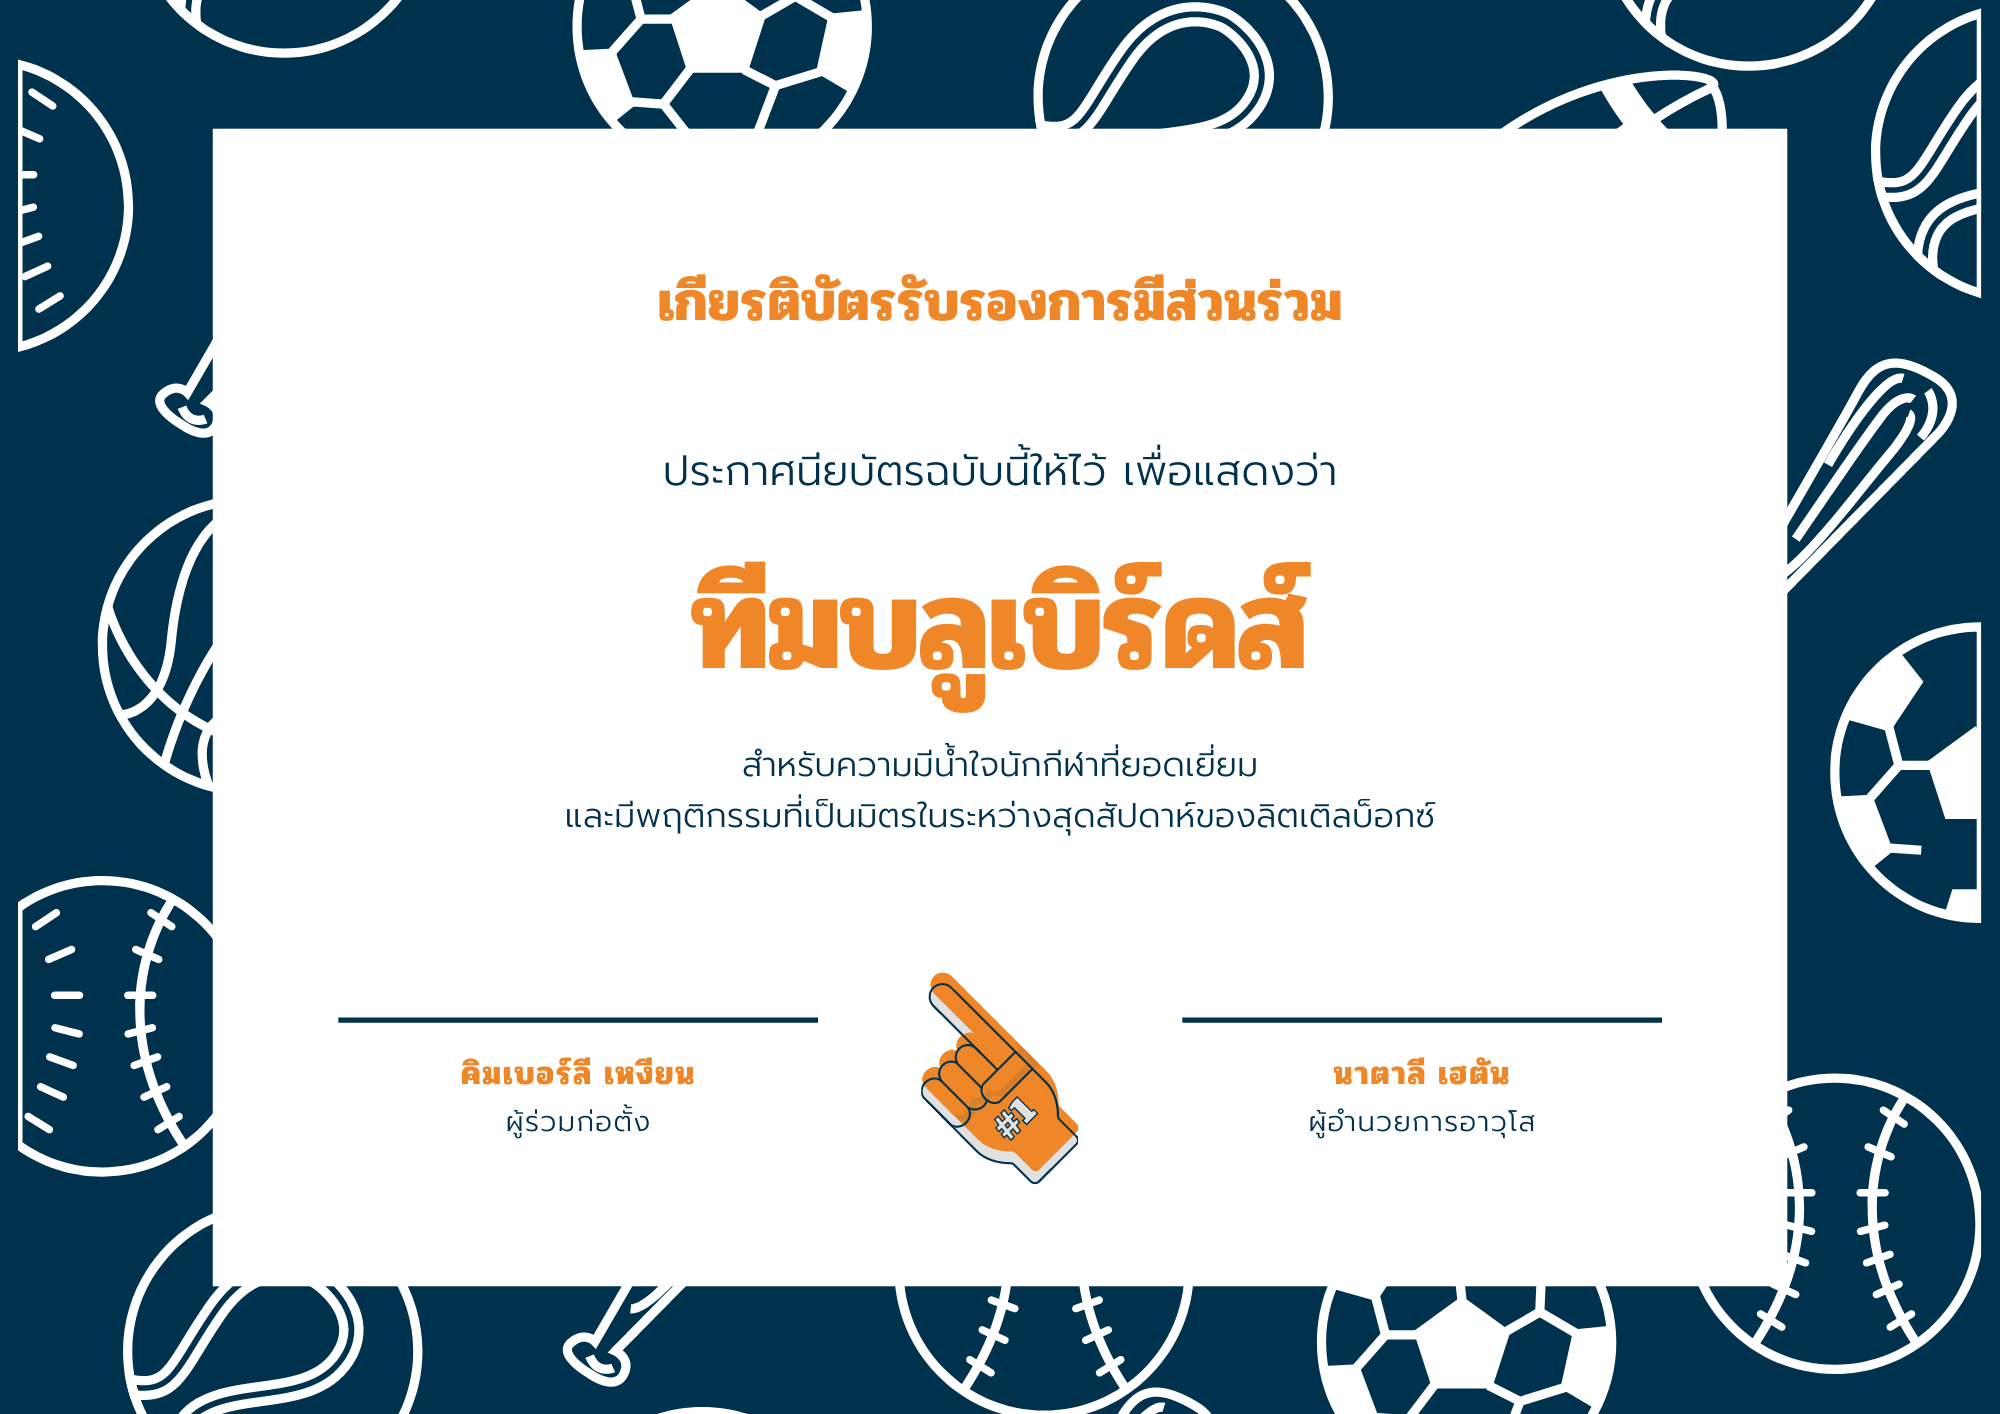 เกียรติบัตรรับรองการมีส่วนร่วม
ประกาศนียบัตรฉบับนี้ให้ไว้ เพื่อแสดงว่า
ทีมบลูเบิร์ดส์
สำหรับความมีน้ำใจนักกีฬาที่ยอดเยี่ยม
และมีพฤติกรรมที่เป็นมิตรในระหว่างสุดสัปดาห์ของลิตเติลบ็อกซ์
#1
คิมเบอร์ลี เหงียน
ผู้ร่วมก่อตั้ง
นาตาลี เฮตัน
ผู้อำนวยการอาวุโส